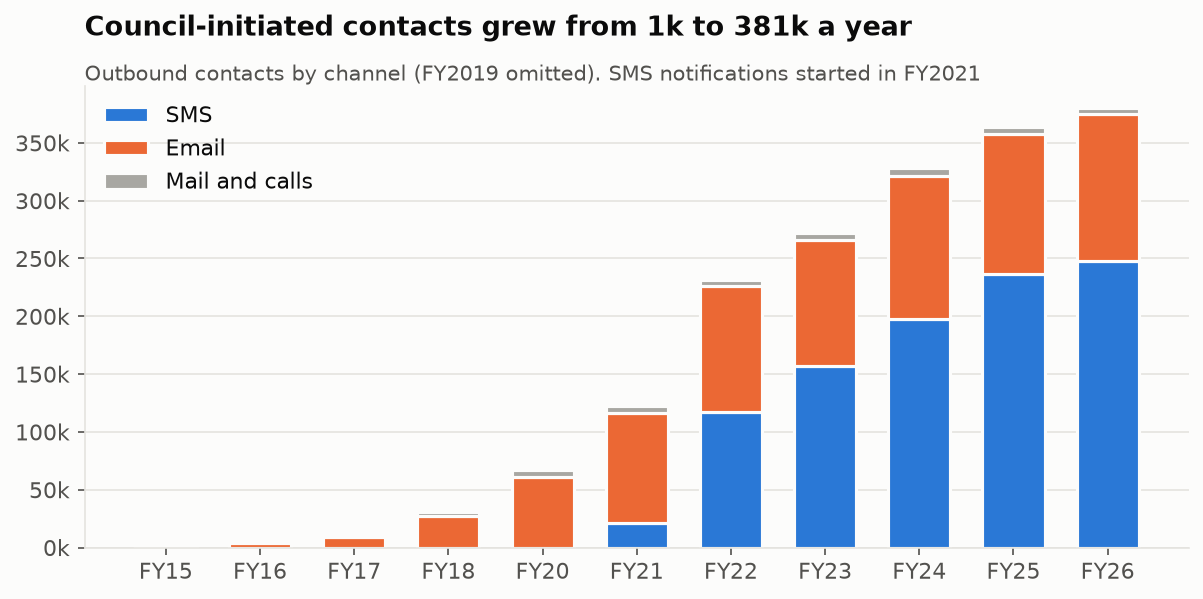 Council-initiated contacts grew from 1k to 381k a year
Outbound contacts by channel (FY2019 omitted). SMS notifications started in FY2021
SMS
Email
Mail and calls
350k
300k
250k
200k
150k
100k
50k
0k
FY15 FY16 FY17 FY18 FY20 FY21 FY22 FY23 FY24 FY25 FY26